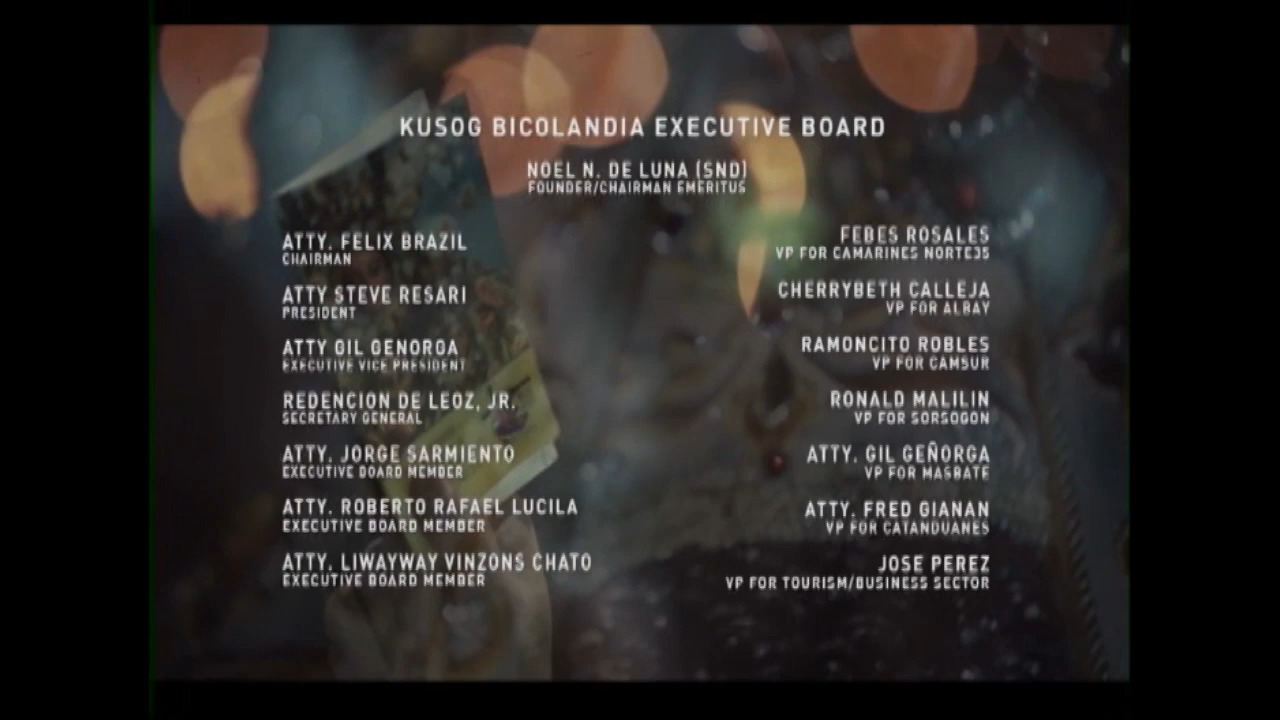 KUSOG BICOLANDIA EXECUTIVE BOARD
NOEL N. DE LUNA (SND)
FOUNDER/CHAIRMAN EMERITUS
ATTY. FELIX BRAZIL
CHAIRMAN
ATTY STEVE RESARI
PRESIDENT
ATTY GIL GENORGA
EXECUTIVE VICE PRESIDENT
REDENCION DE LEOZ, JR.
SECRETARY GENERAL
ATTY. JORGE SARMIENTO
EXECUTIVE BOARD MEMBER
ATTY. ROBERTO RAFAEL LUCILA
EXECUTIVE BOARD MEMBER
ATTY. LIWAYWAY VINZONS CHATO
EXECUTIVE BOARD MEMBER
FEBES ROSALES
VP FOR CAMARINES NORTE35
CHERRYBETH CALLEJA
VP FOR ALBAY
RAMONCITO ROBLES
VP FOR CAMSUR
RONALD MALILIN
VP FOR SORSOGON
ATTY. GIL GEÑORGA
VP FOR MASBATE
ATTY. FRED GIANAN
VP FOR CATANDUANES
JOSE PEREZ
VP FOR TOURISM/BUSINESS SECTOR